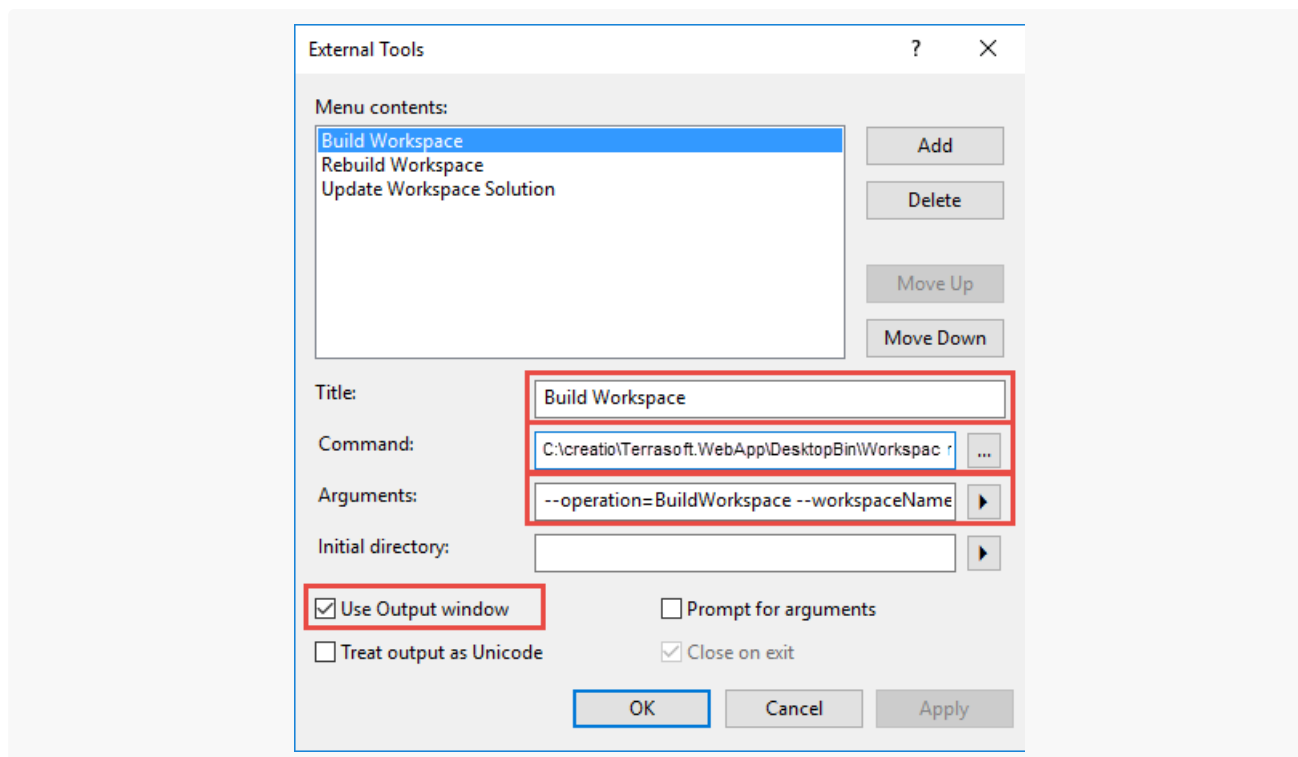 External Tools ? ×
Menu contents:
Build Workspace
Rebuild Workspace
Update Workspace Solution
Add
Delete
Move Up
Move Down
Title: Build Workspace
Command: C:\creatio\Terrasoft.WebApp\DesktopBin\Workspac ...
Arguments: --operation=BuildWorkspace --workspaceName
Initial directory:
Use Output window Prompt for arguments
Treat output as Unicode Close on exit
OK Cancel Apply